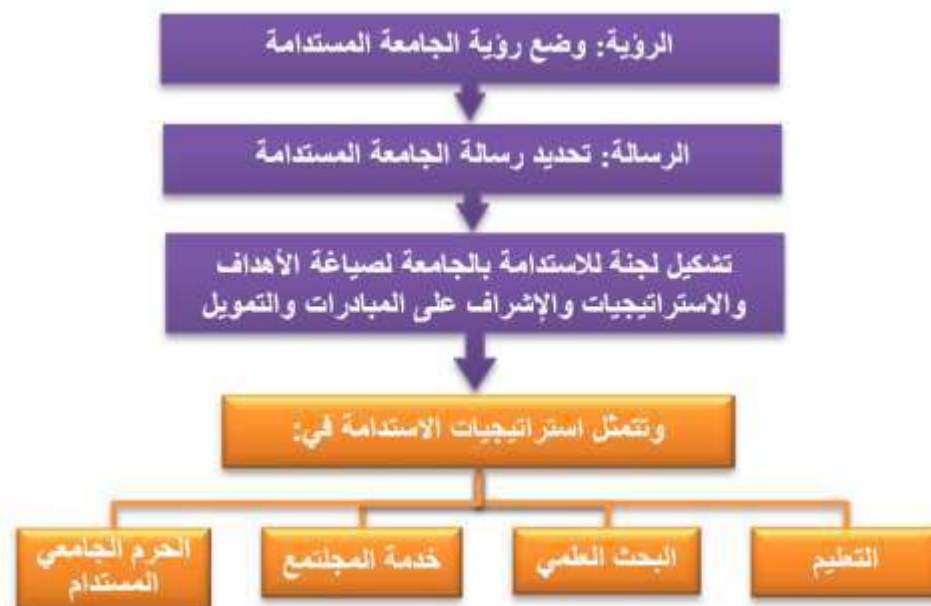 الرؤية: وضع رؤية الجامعة المستدامة
الرسالة: تحديد رسالة الجامعة المستدامة
تشكيل لجنة للاستدامة بالجامعة لصياغة الأهداف
والاستراتيجيات والإشراف على المبادرات والتمويل
وتتمثل استراتيجيات الاستدامة في:
التعليم
البحث العلمي
خدمة المجلتمع
الحرم الجامعي
المستدام